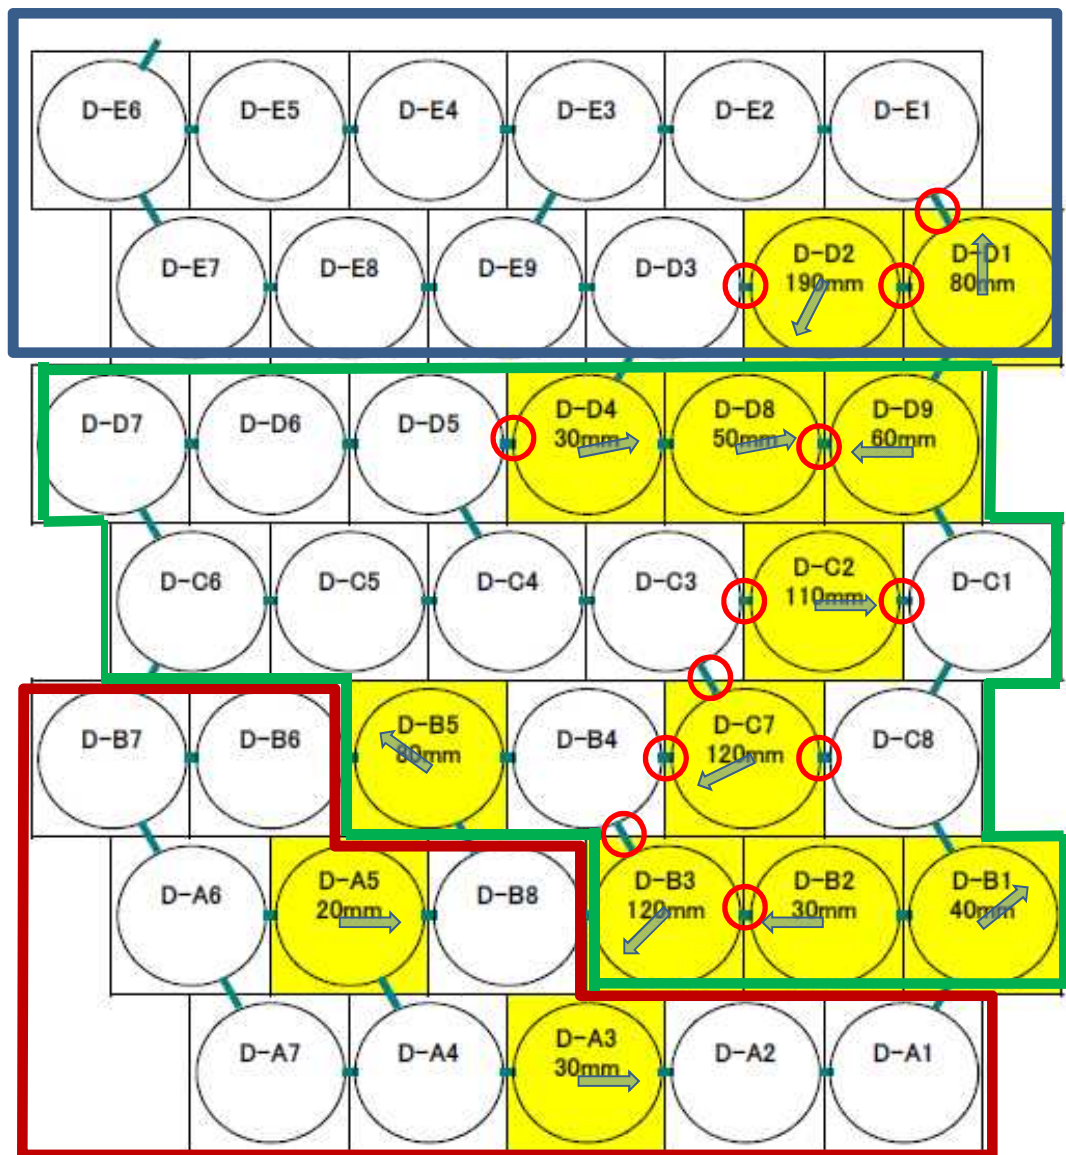 D-E6
D-E5
D-E4
D-E3
D-E2
D-E1
D-E7
D-E8
D-E9
D-D3
D-D2
190mm
D-D1
80mm
D-D7
D-D6
D-D5
D-D4
30mm
D-D8
50mm
D-D9
60mm
D-C6
D-C5
D-C4
D-C3
D-C2
110mm
D-C1
D-B7
D-B6
D-B5
80mm
D-B4
D-C7
120mm
D-C8
D-A6
D-A5
20mm
D-B8
D-B3
120mm
D-B2
30mm
D-B1
40mm
D-A7
D-A4
D-A3
30mm
D-A2
D-A1